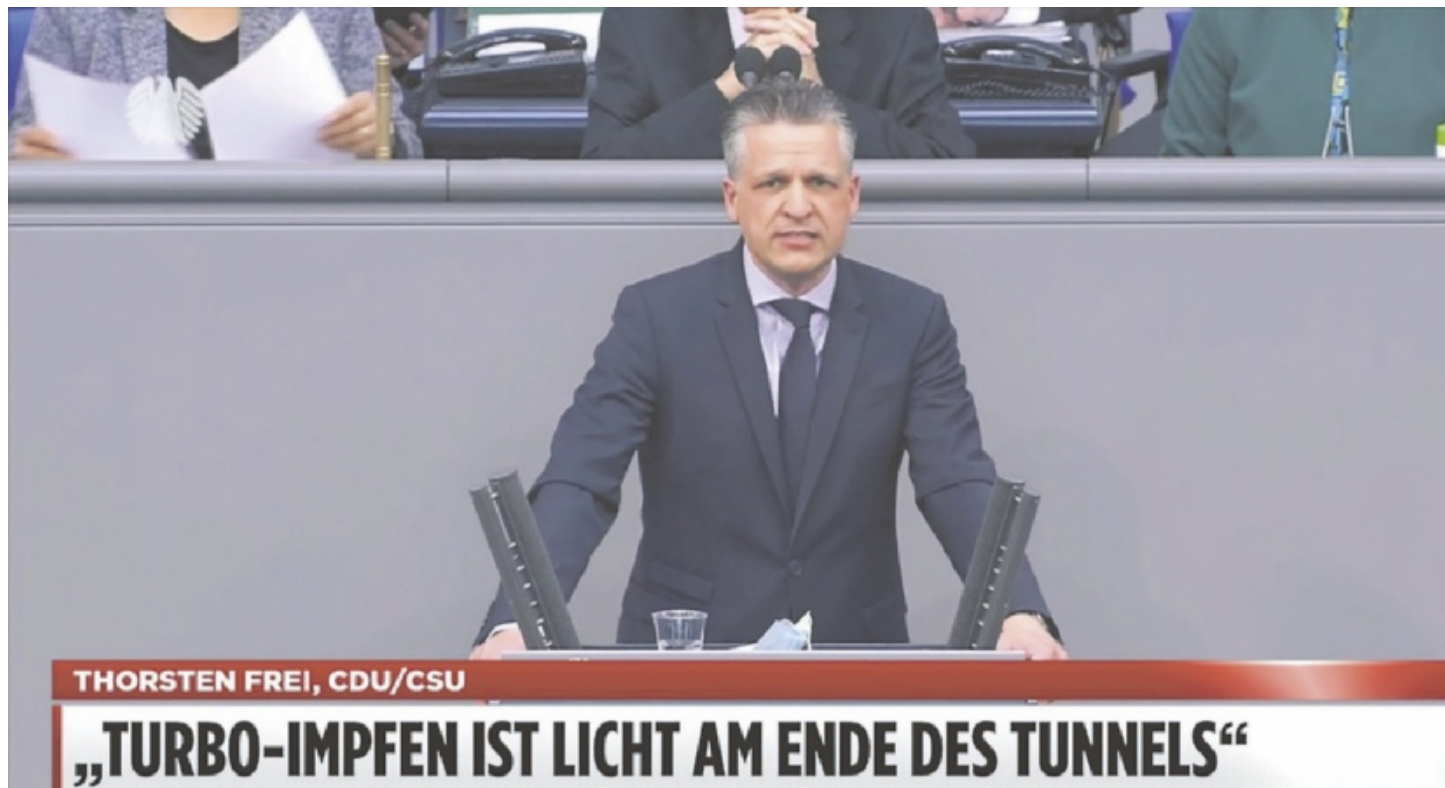 THORSTEN FREI, CDU/CSU
„TURBO-IMPFEN IST LICHT AM ENDE DES TUNNELS“